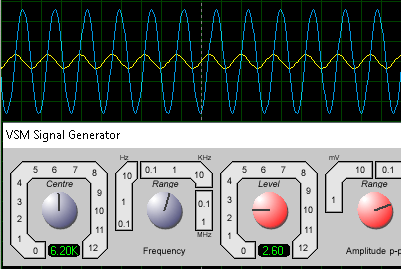 VSM Signal Generator
Hz KHz mV
5 6 7 8 0.1 1 10 5 6 7 8 10 0.1
4 Centre 9 10 Range 4 Level 9 1 Range
3 10 1 0.1 3 10
2 11 0.1 1 2 11
1 12 MHz 1 12
0 6.20K Frequency 0 2.60 Amplitude p-p